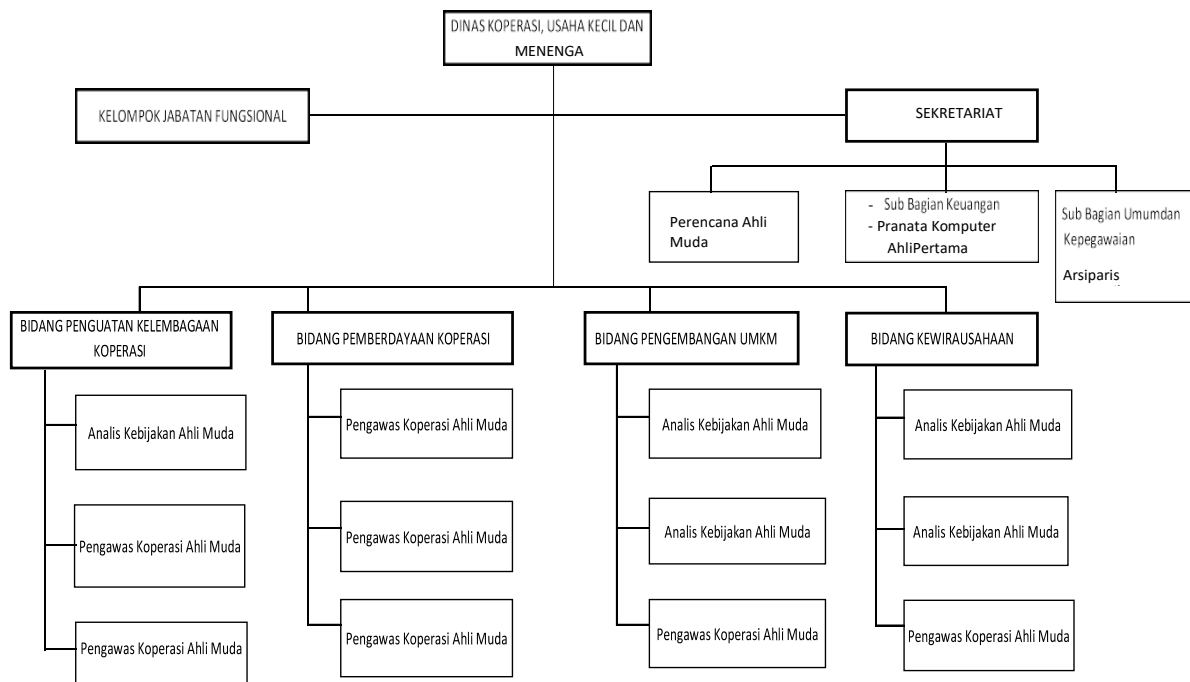 DINAS KOPERASI, USAHA KECIL DAN
MENENGA
KELOMPOK JABATAN FUNGSIONAL
SEKRETARIAT
Perencana Ahli
Muda
- Sub Bagian Keuangan
- Pranata Komputer
AhliPertama
Sub Bagian Umumdan
Kepegawaian
Arsiparis
BIDANG PENGUATAN KELEMBAGAAN
KOPERASI
BIDANG PEMBERDAYAAN KOPERASI
BIDANG PENGEMBANGAN UMKM
BIDANG KEWIRAUSAHAAN
Analis Kebijakan Ahli Muda
Pengawas Koperasi Ahli Muda
Pengawas Koperasi Ahli Muda
Pengawas Koperasi Ahli Muda
Pengawas Koperasi Ahli Muda
Pengawas Koperasi Ahli Muda
Analis Kebijakan Ahli Muda
Analis Kebijakan Ahli Muda
Pengawas Koperasi Ahli Muda
Analis Kebijakan Ahli Muda
Analis Kebijakan Ahli Muda
Pengawas Koperasi Ahli Muda